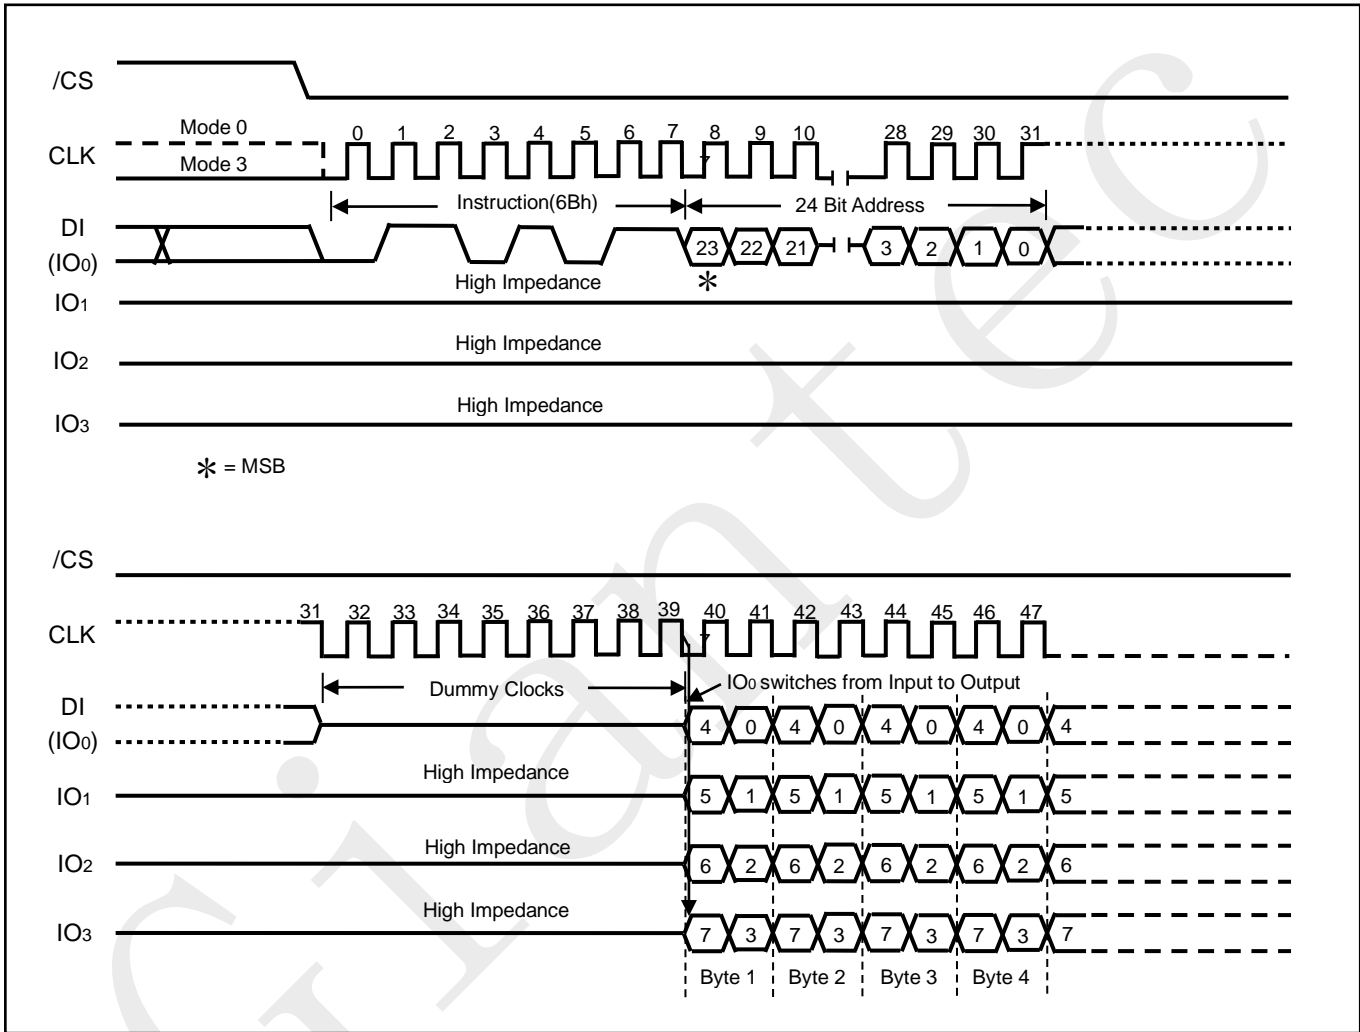 /CS
Mode 0
CLK
Mode 3
0 1 2 3 4 5 6 7 8 9 10 28 29 30 31
7
Instruction(6Bh)
24 Bit Address
DI
(IO0)
23 22 21 3 2 1 0
High Impedance
*
IO1
High Impedance
IO2
High Impedance
IO3
* = MSB
/CS
31 32 33 34 35 36 37 38 39 40 41 42 43 44 45 46 47
CLK
7
Dummy Clocks
IO0 switches from Input to Output
DI
(IO0)
4 0 4 0 4 0 4 0 4
High Impedance
IO1
5 1 5 1 5 1 5 1 5
High Impedance
IO2
6 2 6 2 6 2 6 2 6
High Impedance
IO3
7 3 7 3 7 3 7 3 7
Byte 1 Byte 2 Byte 3 Byte 4
Giantec